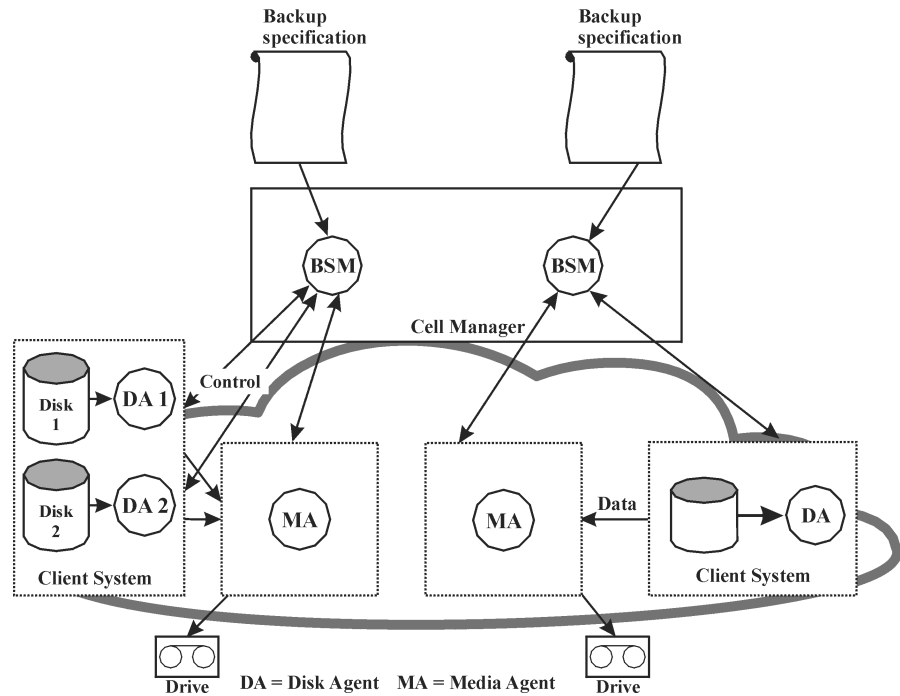 Backup
specification
Backup
specification
BSM
BSM
Cell Manager
Control
Disk
1
DA 1
Disk
2
DA 2
Client System
MA
MA
Data
DA
Client System
Drive
DA = Disk Agent MA = Media Agent
Drive